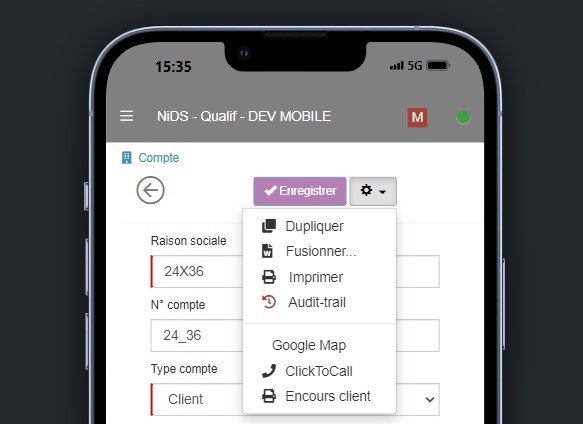 15:35
5G
NiDS - Qualif - DEV MOBILE
M
Compte
Enregistrer
Dupliquer
Fusionner...
Imprimer
Audit-trail
Google Map
ClickToCall
Encours client
Raison sociale
24X36
N° compte
24_36
Type compte
Client